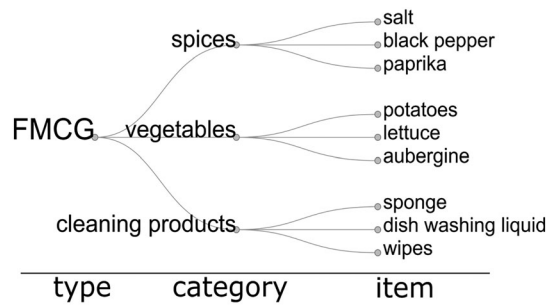 FMCG
spices
salt
black pepper
paprika
vegetables
potatoes
lettuce
aubergine
cleaning products
sponge
dish washing liquid
wipes
type category item